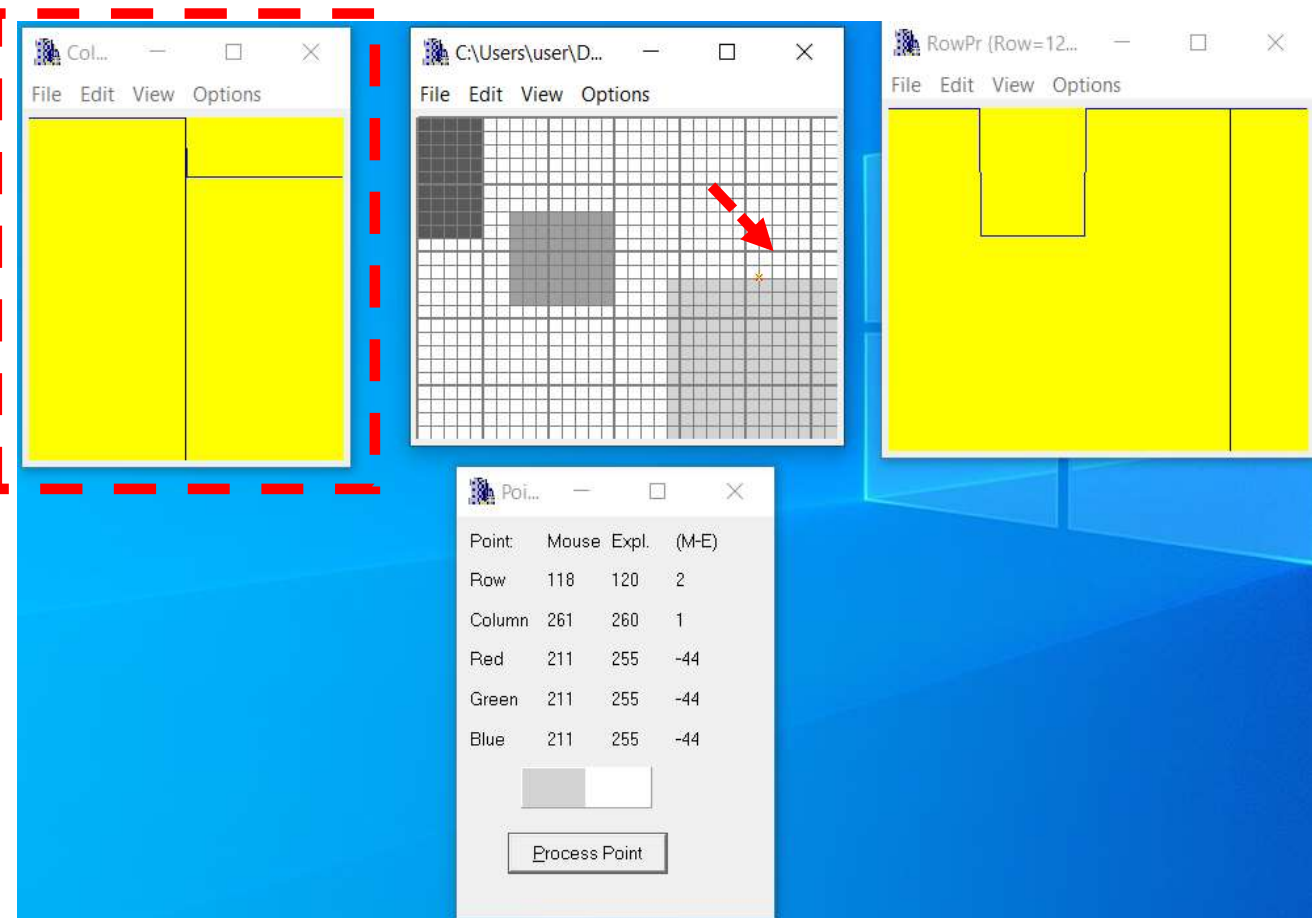 Col...
File Edit View Options
C:\Users\user\D...
File Edit View Options
RowPr (Row=12...
File Edit View Options
Poi...
Point: Mouse Expl. (M-E)
Row 118 120 2
Column 261 260 1
Red 211 255 -44
Green 211 255 -44
Blue 211 255 -44
Process Point